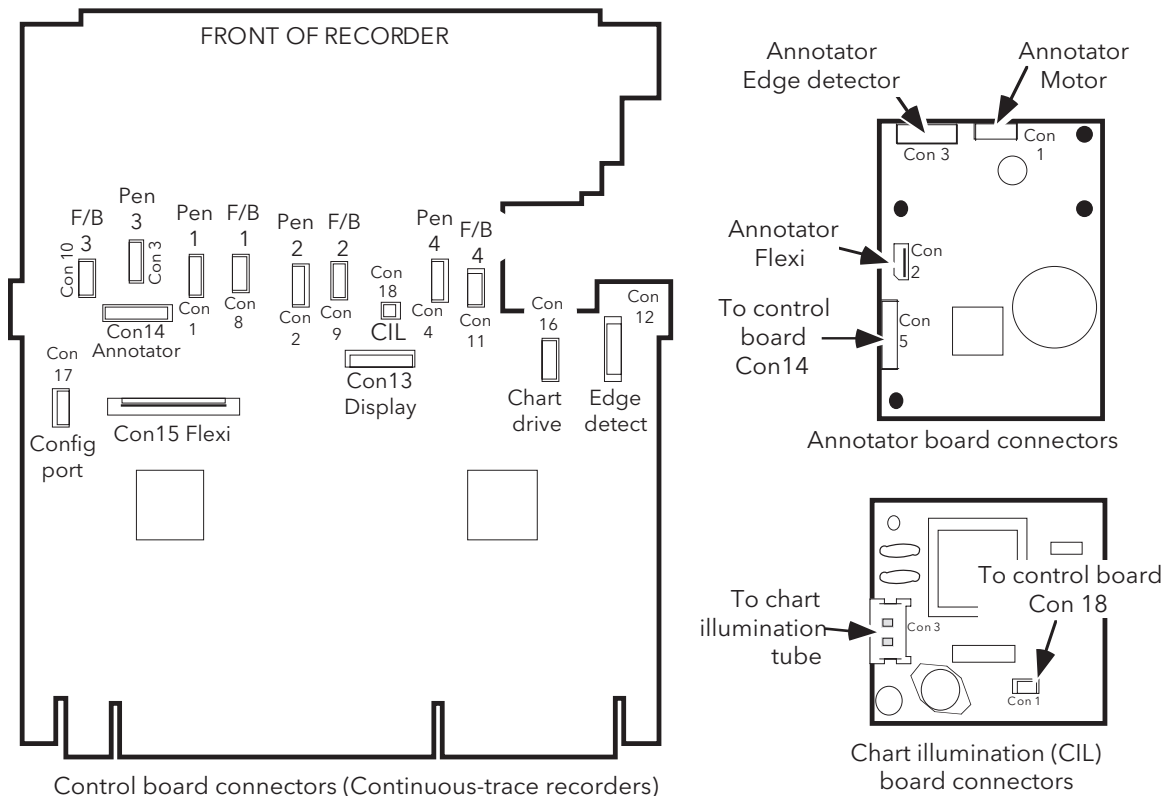 FRONT OF RECORDER
F/B
3
Con 10
Pen
3
Con 3
Pen
1
Con
1
F/B
1
Con
8
Pen
2
Con
2
F/B
2
Con
9
Con
18
CIL
Pen
4
Con
4
F/B
4
Con
11
Con
16
Chart
drive
Con
12
Edge
detect
Con14
Annotator
Con13
Display
Con
17
Config
port
Con15 Flexi
Control board connectors (Continuous-trace recorders)
Annotator
Edge detector
Annotator
Motor
Con 3
Con
1
Annotator
Flexi
Con
2
To control
board
Con14
Con
5
Annotator board connectors
To control board
Con 18
To chart
illumination
tube
Con 3
Con 1
Chart illumination (CIL)
board connectors